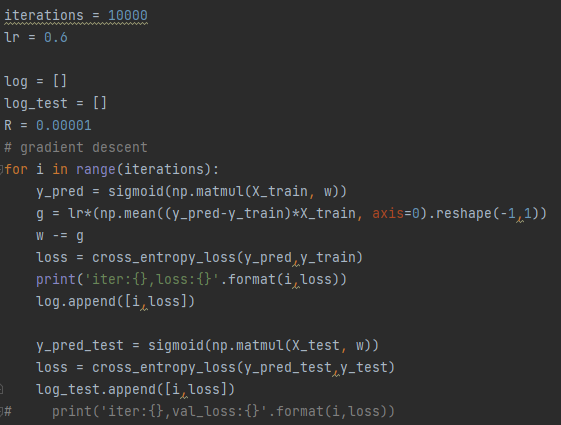 iterations = 10000
lr = 0.6
log = []
log_test = []
R = 0.00001
# gradient descent
for i in range(iterations):
    y_pred = sigmoid(np.matmul(X_train, w))
    g = lr*(np.mean((y_pred-y_train)*X_train, axis=0).reshape(-1,1))
    w -= g
    loss = cross_entropy_loss(y_pred,y_train)
    print('iter:{},loss:{}'.format(i,loss))
    log.append([i,loss])
    y_pred_test = sigmoid(np.matmul(X_test, w))
    loss = cross_entropy_loss(y_pred_test,y_test)
    log_test.append([i,loss])
#     print('iter:{},val_loss:{}'.format(i,loss))